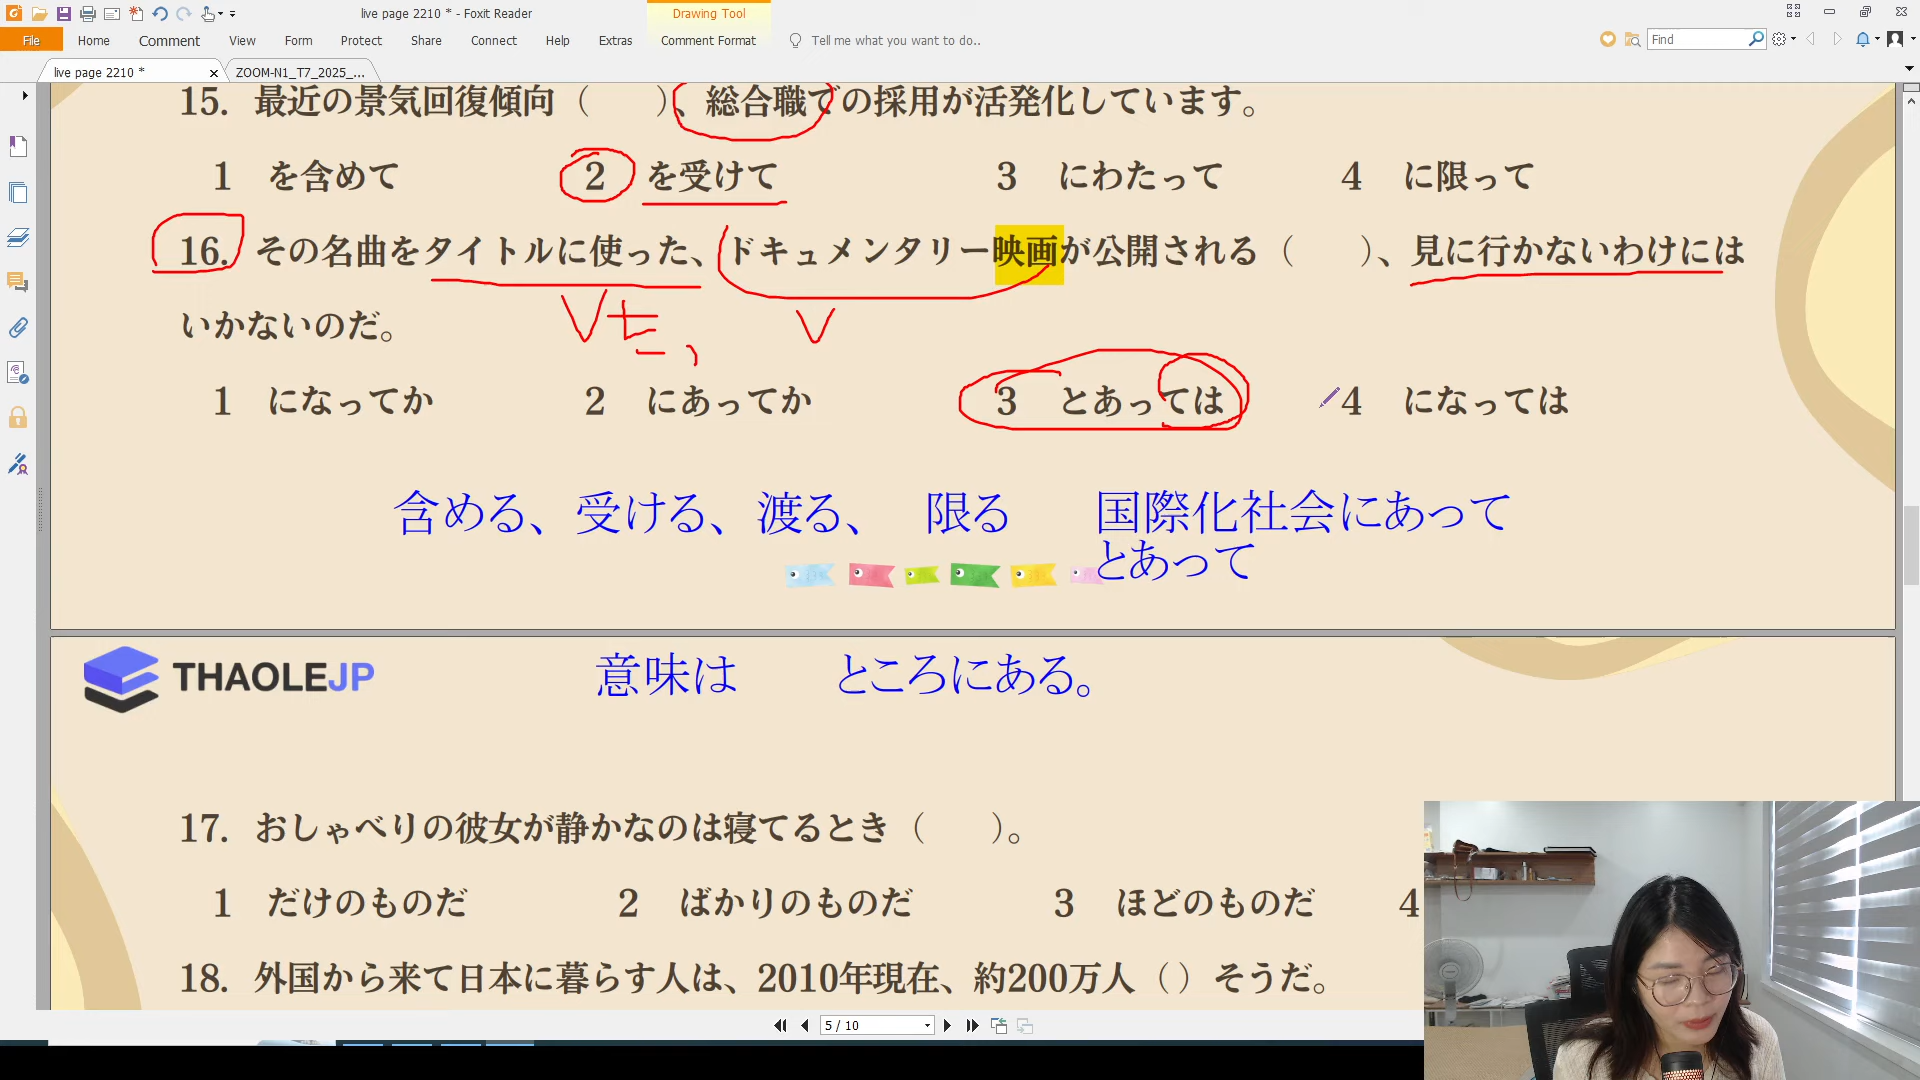 live page 2210 * - Foxit Reader
Drawing Tool
File Home Comment View Form Protect Share Connect Help Extras Comment Format Tell me what you want to do.. Find
live page 2210 * ZOOM-N1_T7_2025_...
15. 最近の景気回復傾向（　　）、総合職での採用が活発化しています。
1 を含めて 2 を受けて 3 にわたって 4 に限って
16. その名曲をタイトルに使った、ドキュメンタリー映画が公開される（　　）、見に行かないわけには
いかないのだ。
Vた、 V
1 になってか 2 にあってか 3 とあっては 4 になっては
含める、受ける、渡る、 限る 国際化社会にあって
とあって
THAOLEJP 意味は ところにある。
17. おしゃべりの彼女が静かなのは寝てるとき（　　）。
1 だけのものだ 2 ばかりのものだ 3 ほどのものだ 4
18. 外国から来て日本に暮らす人は、2010年現在、約200万人（）そうだ。
5 / 10